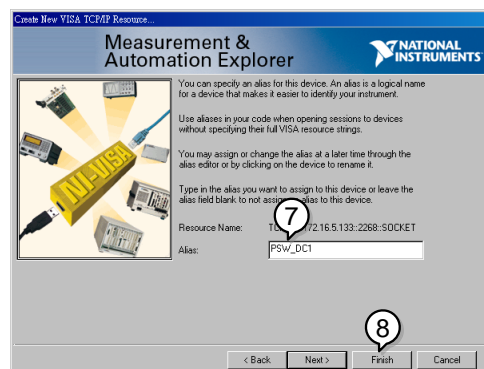 Create New VISA TCP/IP Resource...
Measurement &
Automation Explorer
NATIONAL
INSTRUMENTS
You can specify an alias for this device. An alias is a logical name
for a device that makes it easier to identify your instrument.
Use aliases in your code when opening sessions to devices
without specifying their full VISA resource strings.
You may assign or change the alias at a later time through the
alias editor or by clicking on the device to rename it.
Type in the alias you want to assign to this device or leave the
alias field blank to not assign alias to this device.
7
Resource Name: 72.16.5.133::2268::SOCKET
Alias: PSW_DC1
NI-VISA
8
< Back Next > Finish Cancel